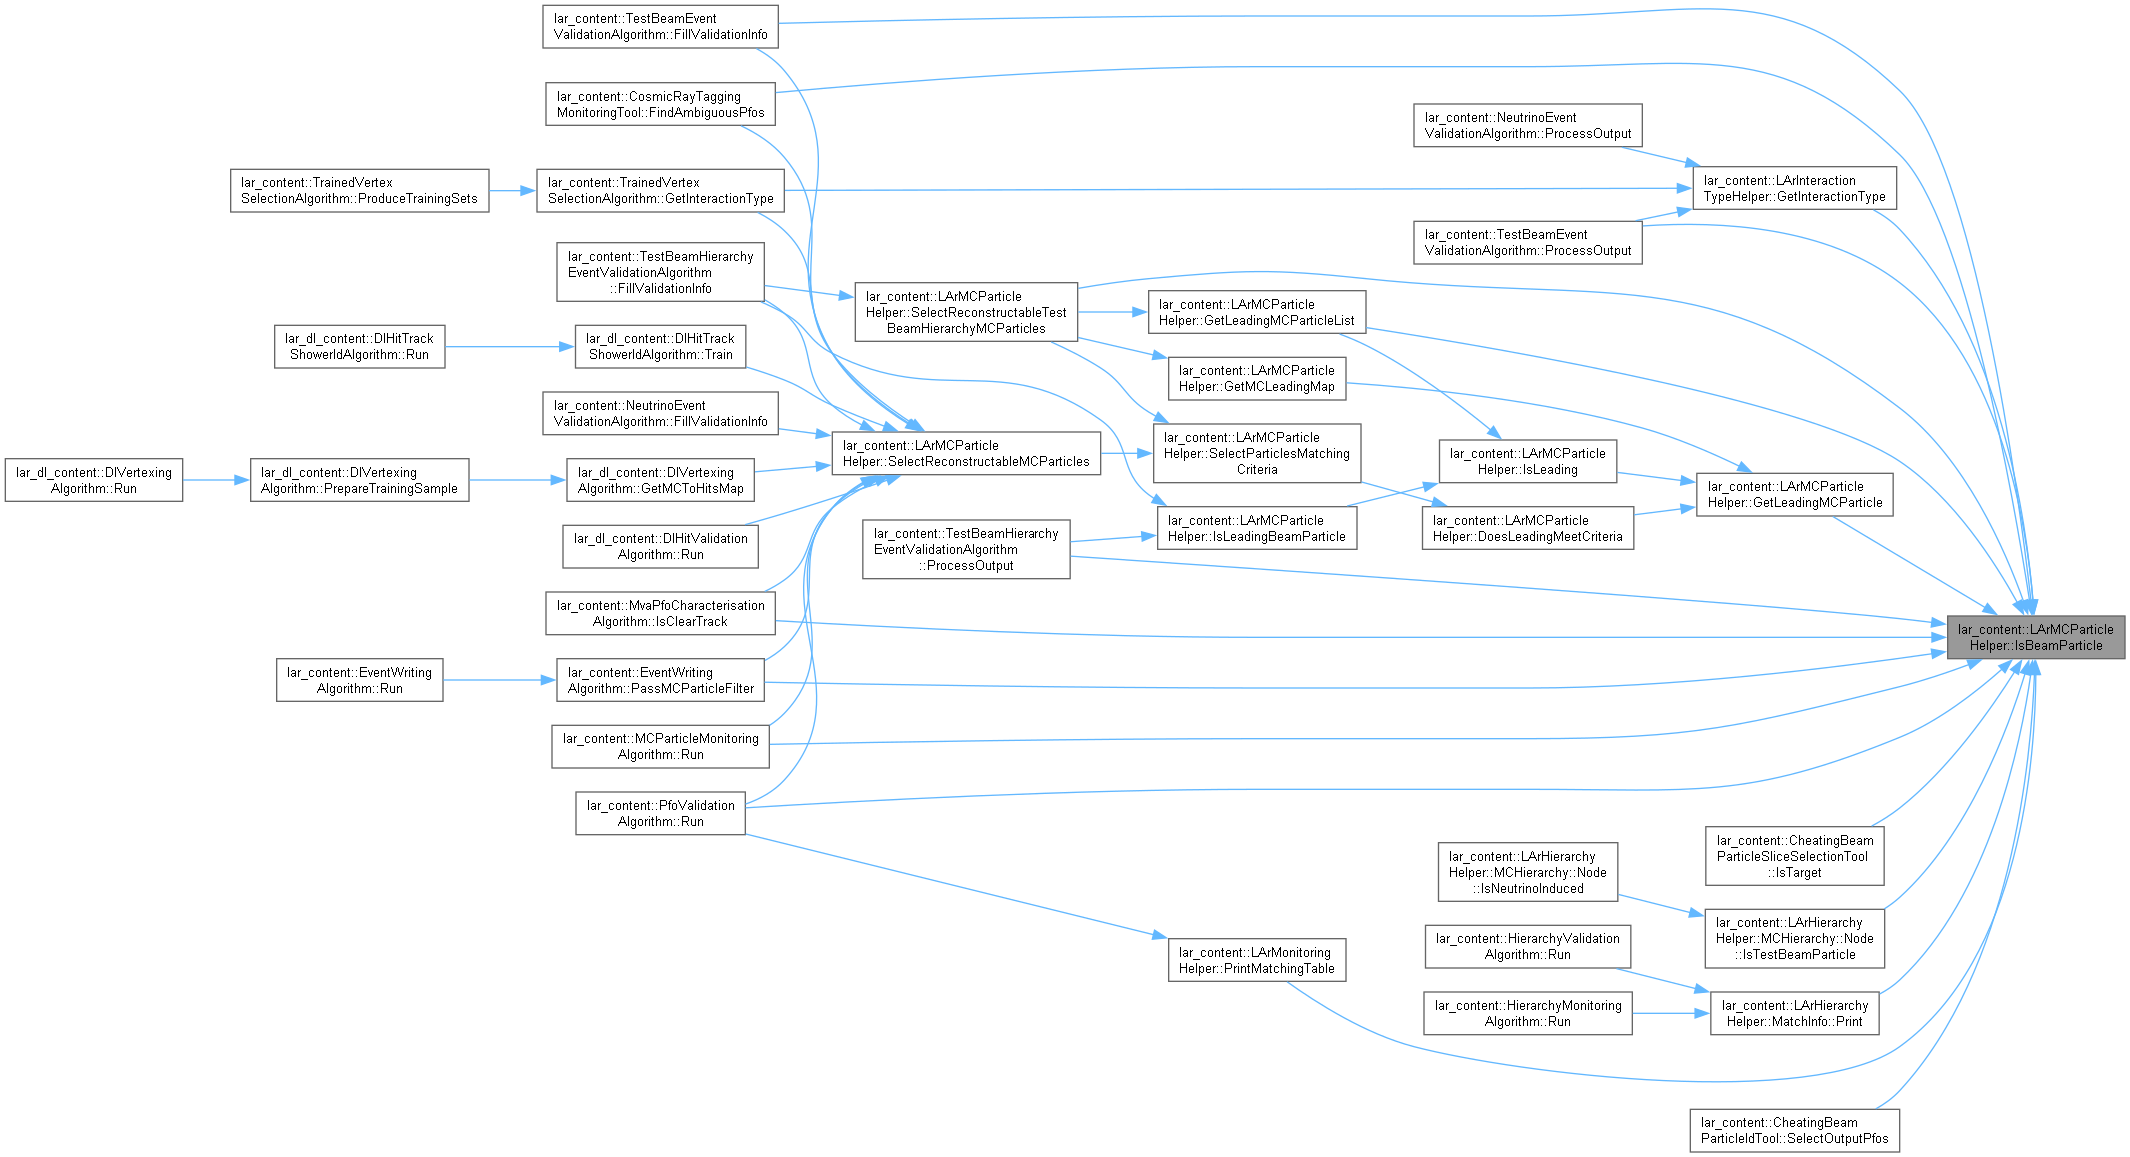 lar_content::TestBeamEvent
ValidationAlgorithm::FillValidationInfo
lar_content::CosmicRayTagging
MonitoringTool::FindAmbiguousPfos
lar_content::NeutrinoEvent
ValidationAlgorithm::ProcessOutput
lar_content::TrainedVertex
SelectionAlgorithm::ProduceTrainingSets
lar_content::TrainedVertex
SelectionAlgorithm::GetInteractionType
lar_content::LArInteraction
TypeHelper::GetInteractionType
lar_content::TestBeamEvent
ValidationAlgorithm::ProcessOutput
lar_content::TestBeamHierarchy
EventValidationAlgorithm
::FillValidationInfo
lar_content::LArMCParticle
Helper::SelectReconstructableTest
BeamHierarchyMCParticles
lar_content::LArMCParticle
Helper::GetLeadingMCParticleList
lar_dl_content::DlHitTrack
ShowerIdAlgorithm::Run
lar_dl_content::DlHitTrack
ShowerIdAlgorithm::Train
lar_content::LArMCParticle
Helper::GetMCLeadingMap
lar_content::NeutrinoEvent
ValidationAlgorithm::FillValidationInfo
lar_content::LArMCParticle
Helper::SelectReconstructableMCParticles
lar_content::LArMCParticle
Helper::SelectParticlesMatching
Criteria
lar_content::LArMCParticle
Helper::IsLeading
lar_dl_content::DlVertexing
Algorithm::Run
lar_dl_content::DlVertexing
Algorithm::PrepareTrainingSample
lar_dl_content::DlVertexing
Algorithm::GetMCToHitsMap
lar_content::LArMCParticle
Helper::GetLeadingMCParticle
lar_dl_content::DlHitValidation
Algorithm::Run
lar_content::TestBeamHierarchy
EventValidationAlgorithm
::ProcessOutput
lar_content::LArMCParticle
Helper::IsLeadingBeamParticle
lar_content::LArMCParticle
Helper::DoesLeadingMeetCriteria
lar_content::MvaPfoCharacterisation
Algorithm::IsClearTrack
lar_content::LArMCParticle
Helper::IsBeamParticle
lar_content::EventWriting
Algorithm::Run
lar_content::EventWriting
Algorithm::PassMCParticleFilter
lar_content::MCParticleMonitoring
Algorithm::Run
lar_content::PfoValidation
Algorithm::Run
lar_content::CheatingBeam
ParticleSliceSelectionTool
::IsTarget
lar_content::LArHierarchy
Helper::MCHierarchy::Node
::IsNeutrinoInduced
lar_content::LArHierarchy
Helper::MCHierarchy::Node
::IsTestBeamParticle
lar_content::HierarchyValidation
Algorithm::Run
lar_content::LArMonitoring
Helper::PrintMatchingTable
lar_content::HierarchyMonitoring
Algorithm::Run
lar_content::LArHierarchy
Helper::MatchInfo::Print
lar_content::CheatingBeam
ParticleIdTool::SelectOutputPfos